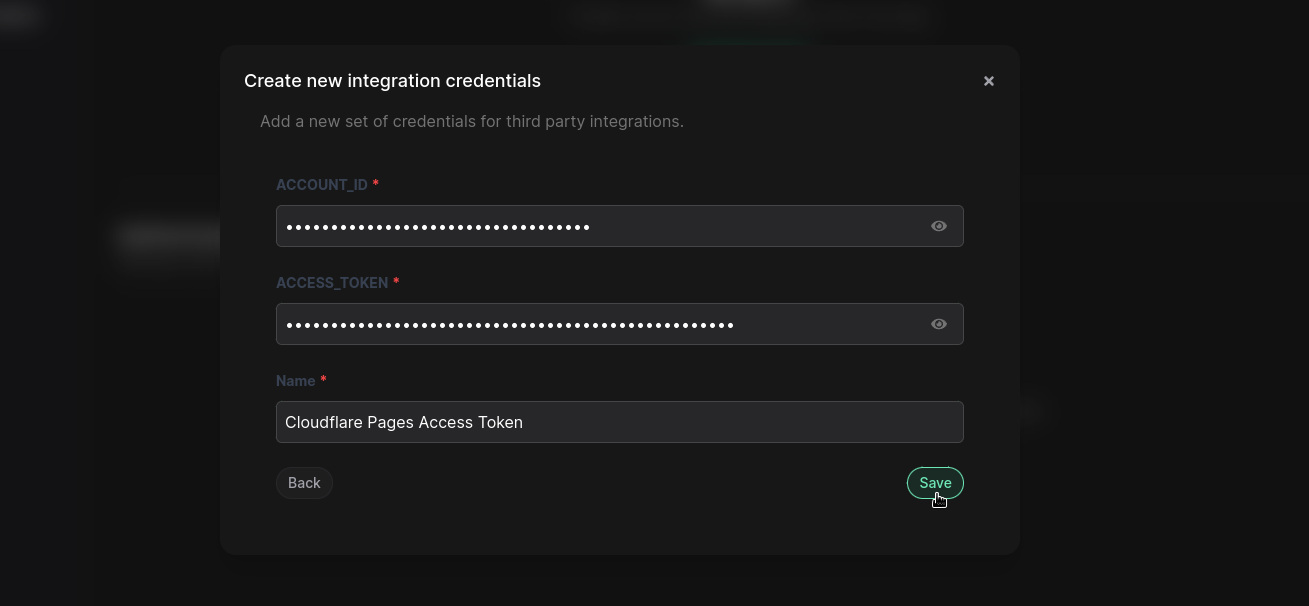 Create new integration credentials
×
Add a new set of credentials for third party integrations.
ACCOUNT_ID *
••••••••••••••••••••••••••••••••••
ACCESS_TOKEN *
••••••••••••••••••••••••••••••••••••••••••••••••••
Name *
Cloudflare Pages Access Token
Back
Save